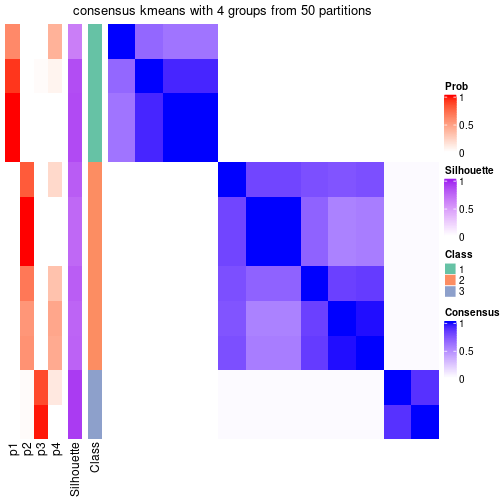 consensus kmeans with 4 groups from 50 partitions
Prob
1
0.5
0
Silhouette
1
0.5
0
Class
1
2
3
Consensus
1
0.5
0
p1
p2
p3
p4
Silhouette
Class